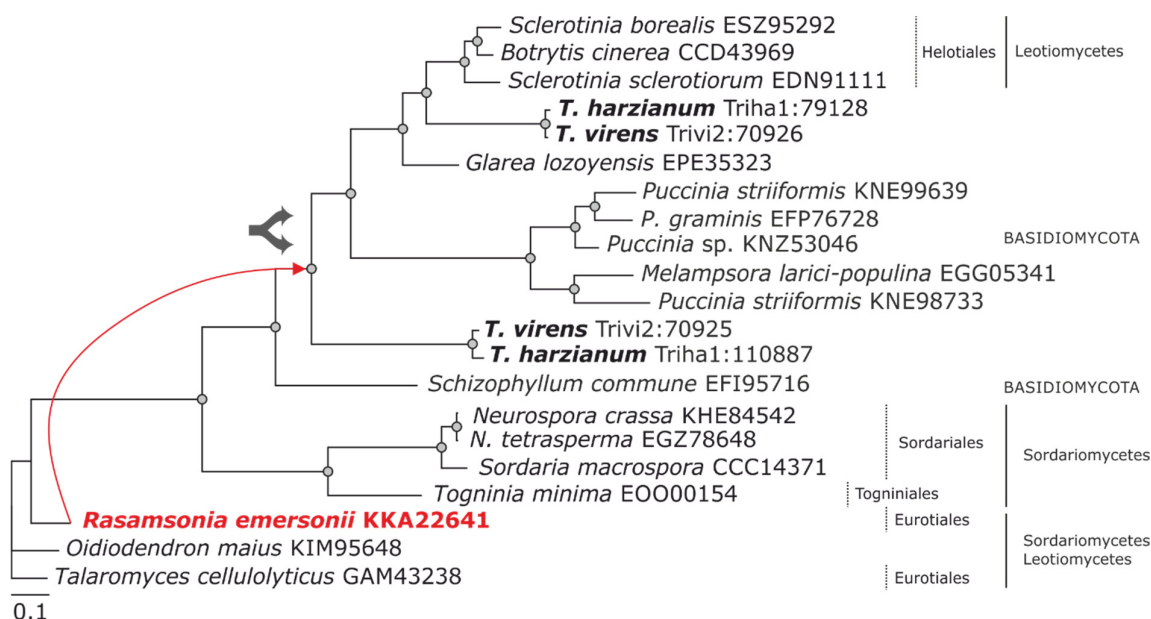 Sclerotinia borealis ESZ95292
Botrytis cinerea CCD43969
Helotiales
Leotiomycetes
Sclerotinia sclerotiorum EDN91111
T. harzianum Triha1:79128
T. virens Trivi2:70926
Glarea lozoyensis EPE35323
Puccinia striiformis KNE99639
P. graminis EFP76728
Puccinia sp. KNZ53046
BASIDIOMYCOTA
Melampsora larici-populina EGG05341
Puccinia striiformis KNE98733
T. virens Trivi2:70925
T. harzianum Triha1:110887
Schizophyllum commune EFI95716
BASIDIOMYCOTA
Neurospora crassa KHE84542
N. tetrasperma EGZ78648
Sordariales
Sordariomycetes
Sordaria macrospora CCC14371
Togninia minima EOO00154
Togniniales
Rasamsonia emersonii KKA22641
Eurotiales
Oidiodendron maius KIM95648
Sordariomycetes
Leotiomycetes
Talaromyces cellulolyticus GAM43238
Eurotiales
0.1